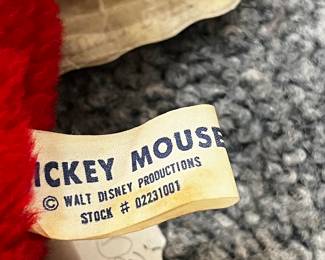 ICKEY MOUSE
© WALT DISNEY PRODUCTIONS
STOCK # 02231001